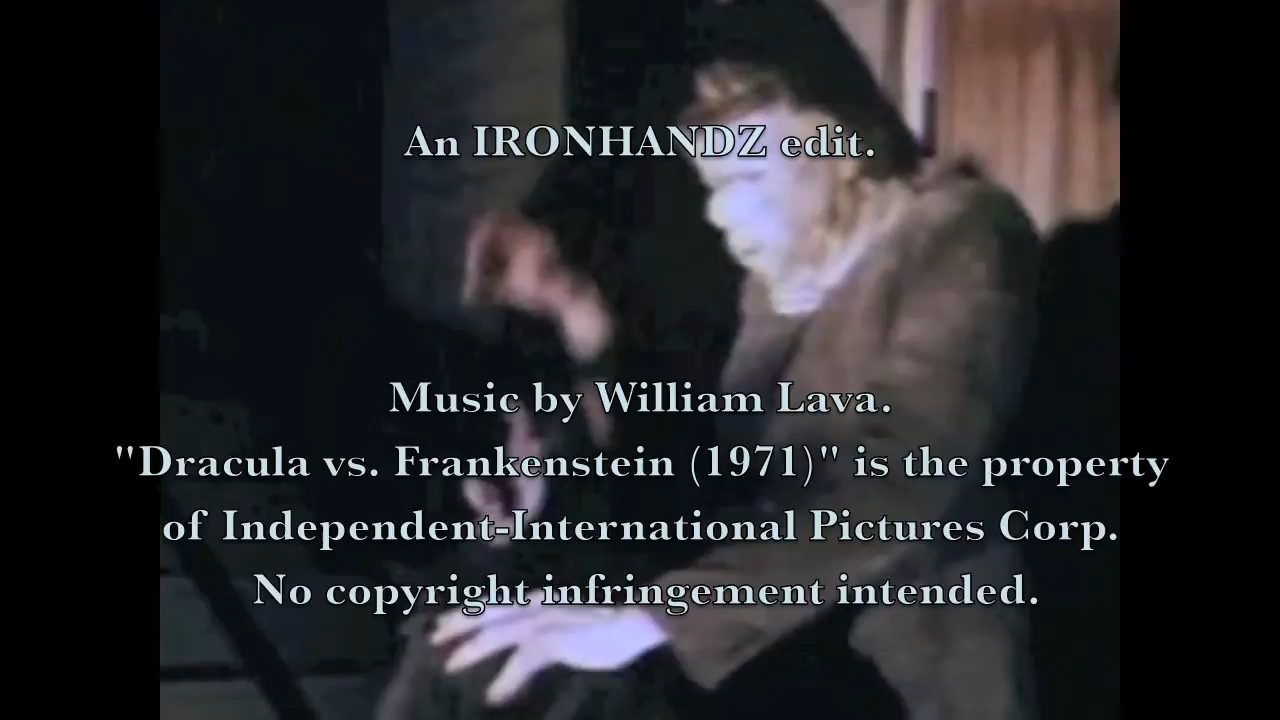 An IRONHANDZ edit.
Music by William Lava.
"Dracula vs. Frankenstein (1971)" is the property
of Independent-International Pictures Corp.
No copyright infringement intended.